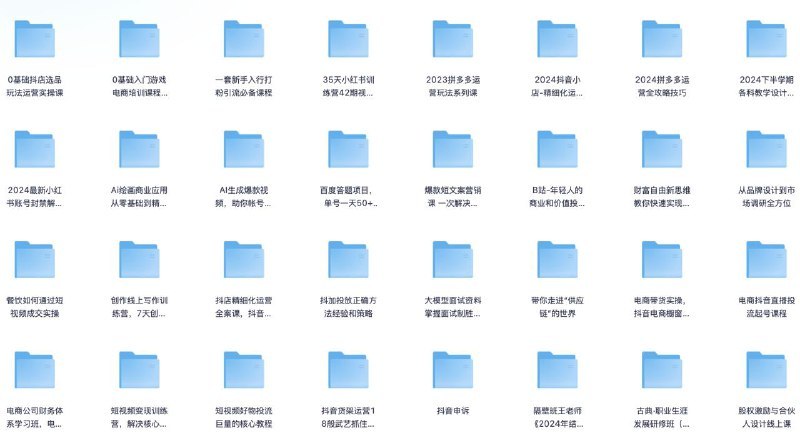 0基础抖店选品
玩法运营实操课
0基础入门游戏
电商培训课程...
一套新手入行打
粉引流必备课程
35天小红书训
练营42期视...
2023拼多多运
营玩法系列课
2024抖音小
店-精细化运...
2024拼多多运
营全攻略技巧
2024下半学期
各科教学设计...
2024最新小红
书账号封禁解...
Ai绘画商业应用
从零基础到精...
AI生成爆款视
频，助你帐号...
百度答题项目，
单号一天50+...
爆款短文案营销
课 一次解决...
B站-年轻人的
商业和价值投...
财富自由新思维
教你快速实现...
从品牌设计到市
场调研全方位
餐饮如何通过短
视频成交实操
创作线上写作训
练营，7天创...
抖店精细化运营
全案课，抖音...
抖加投放正确方
法经验和策略
大模型面试资料
掌握面试制胜...
带你走进“供应
链”的世界
电商带货实操，
抖音电商橱窗...
电商抖音直播投
流起号课程
电商公司财务体
系学习班，电...
短视频变现训练
营，解决核心...
短视频好物投流
巨量的核心教程
抖音货架运营1
8般武艺抓住...
抖音申诉
隔壁班王老师
《2024年结...
古典·职业生涯
发展研修班（...
股权激励与合伙
人设计线上课